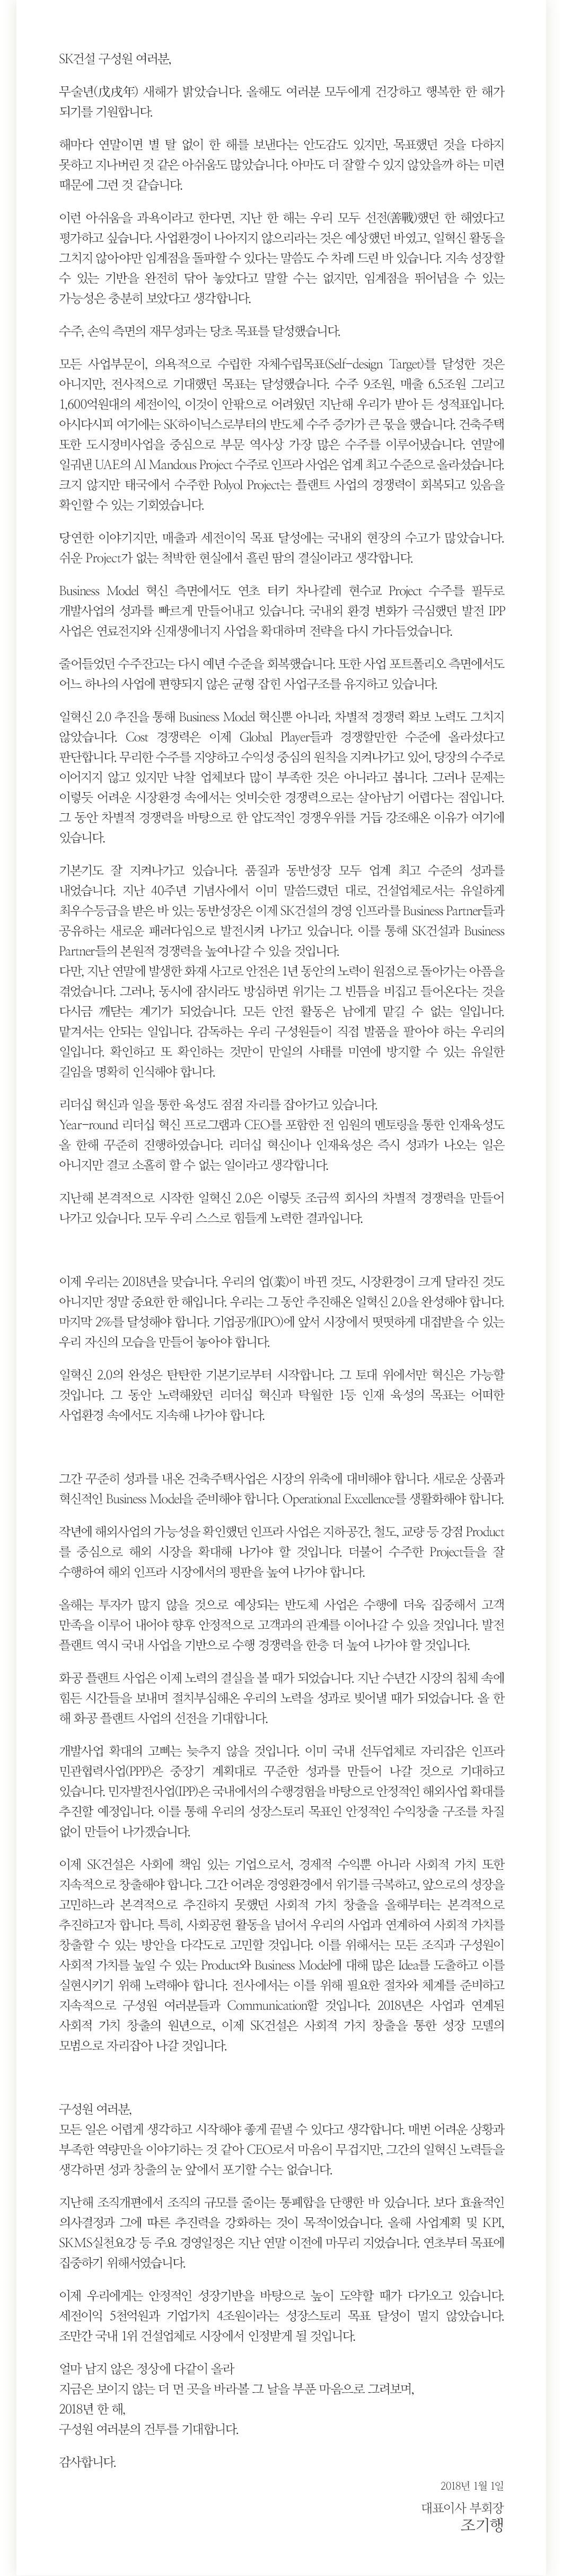 SK건설 구성원 여러분,
무술년(戊戌年) 새해가 밝았습니다. 올해도 여러분 모두에게 건강하고 행복한 한 해가
되기를 기원합니다.
해마다 연말이면 별 탈 없이 한 해를 보낸다는 안도감도 있지만, 목표했던 것을 다하지
못하고 지나버린 것 같은 아쉬움도 많았습니다. 아마도 더 잘할 수 있지 않았을까 하는 미련
때문에 그런 것 같습니다.
이런 아쉬움을 과욕이라고 한다면, 지난 한 해는 우리 모두 선전(善戰)했던 한 해였다고
평가하고 싶습니다. 사업환경이 나아지지 않으리라는 것은 예상했던 바였고, 일혁신 활동을
그치지 않아야만 임계점을 돌파할 수 있다는 말씀도 수 차례 드린 바 있습니다. 지속 성장할
수 있는 기반을 완전히 닦아 놓았다고 말할 수는 없지만, 임계점을 뛰어넘을 수 있는
가능성은 충분히 보았다고 생각합니다.
수주, 손익 측면의 재무성과는 당초 목표를 달성했습니다.
모든 사업부문이, 의욕적으로 수립한 자체수립목표(Self-design Target)를 달성한 것은
아니지만, 전사적으로 기대했던 목표는 달성했습니다. 수주 9조원, 매출 6.5조원 그리고
1,600억원대의 세전이익, 이것이 안팎으로 어려웠던 지난해 우리가 받아 든 성적표입니다.
아시다시피 여기에는 SK하이닉스로부터의 반도체 수주 증가가 큰 몫을 했습니다. 건축주택
또한 도시정비사업을 중심으로 부문 역사상 가장 많은 수주를 이루어냈습니다. 연말에
일궈낸 UAE의 Al Mandous Project 수주로 인프라 사업은 업계 최고 수준으로 올라섰습니다.
크지 않지만 태국에서 수주한 Polyol Project는 플랜트 사업의 경쟁력이 회복되고 있음을
확인할 수 있는 기회였습니다.
당연한 이야기지만, 매출과 세전이익 목표 달성에는 국내외 현장의 수고가 많았습니다.
쉬운 Project가 없는 척박한 현실에서 흘린 땀의 결실이라고 생각합니다.
Business Model 혁신 측면에서도 연초 터키 차나칼레 현수교 Project 수주를 필두로
개발사업의 성과를 빠르게 만들어내고 있습니다. 국내외 환경 변화가 극심했던 발전 IPP
사업은 연료전지와 신재생에너지 사업을 확대하며 전략을 다시 가다듬었습니다.
줄어들었던 수주잔고는 다시 예년 수준을 회복했습니다. 또한 사업 포트폴리오 측면에서도
어느 하나의 사업에 편향되지 않은 균형 잡힌 사업구조를 유지하고 있습니다.
일혁신 2.0 추진을 통해 Business Model 혁신뿐 아니라, 차별적 경쟁력 확보 노력도 그치지
않았습니다. Cost 경쟁력은 이제 Global Player들과 경쟁할만한 수준에 올라섰다고
판단합니다. 무리한 수주를 지양하고 수익성 중심의 원칙을 지켜나가고 있어, 당장의 수주로
이어지지 않고 있지만 낙찰 업체보다 많이 부족한 것은 아니라고 봅니다. 그러나 문제는
이렇듯 어려운 시장환경 속에서는 엇비슷한 경쟁력으로는 살아남기 어렵다는 점입니다.
그 동안 차별적 경쟁력을 바탕으로 한 압도적인 경쟁우위를 거듭 강조해온 이유가 여기에
있습니다.
기본기도 잘 지켜나가고 있습니다. 품질과 동반성장 모두 업계 최고 수준의 성과를
내었습니다. 지난 40주년 기념사에서 이미 말씀드렸던 대로, 건설업체로서는 유일하게
최우수등급을 받은 바 있는 동반성장은 이제 SK건설의 경영 인프라를 Business Partner들과
공유하는 새로운 패러다임으로 발전시켜 나가고 있습니다. 이를 통해 SK건설과 Business
Partner들의 본원적 경쟁력을 높여나갈 수 있을 것입니다.
다만, 지난 연말에 발생한 화재 사고로 안전은 1년 동안의 노력이 원점으로 돌아가는 아픔을
겪었습니다. 그러나, 동시에 잠시라도 방심하면 위기는 그 빈틈을 비집고 들어온다는 것을
다시금 깨닫는 계기가 되었습니다. 모든 안전 활동은 남에게 맡길 수 없는 일입니다.
맡겨서는 안되는 일입니다. 감독하는 우리 구성원들이 직접 발품을 팔아야 하는 우리의
일입니다. 확인하고 또 확인하는 것만이 만일의 사태를 미연에 방지할 수 있는 유일한
길임을 명확히 인식해야 합니다.
리더십 혁신과 일을 통한 육성도 점점 자리를 잡아가고 있습니다.
Year-round 리더십 혁신 프로그램과 CEO를 포함한 전 임원의 멘토링을 통한 인재육성도
올 한해 꾸준히 진행하였습니다. 리더십 혁신이나 인재육성은 즉시 성과가 나오는 일은
아니지만 결코 소홀히 할 수 없는 일이라고 생각합니다.
지난해 본격적으로 시작한 일혁신 2.0은 이렇듯 조금씩 회사의 차별적 경쟁력을 만들어
나가고 있습니다. 모두 우리 스스로 힘들게 노력한 결과입니다.
이제 우리는 2018년을 맞습니다. 우리의 업(業)이 바뀐 것도, 시장환경이 크게 달라진 것도
아니지만 정말 중요한 한 해입니다. 우리는 그 동안 추진해온 일혁신 2.0을 완성해야 합니다.
마지막 2%를 달성해야 합니다. 기업공개(IPO)에 앞서 시장에서 떳떳하게 대접받을 수 있는
우리 자신의 모습을 만들어 놓아야 합니다.
일혁신 2.0의 완성은 탄탄한 기본기로부터 시작합니다. 그 토대 위에서만 혁신은 가능할
것입니다. 그 동안 노력해왔던 리더십 혁신과 탁월한 1등 인재 육성의 목표는 어떠한
사업환경 속에서도 지속해 나가야 합니다.
그간 꾸준히 성과를 내온 건축주택사업은 시장의 위축에 대비해야 합니다. 새로운 상품과
혁신적인 Business Model을 준비해야 합니다. Operational Excellence를 생활화해야 합니다.
작년에 해외사업의 가능성을 확인했던 인프라 사업은 지하공간, 철도, 교량 등 강점 Product
를 중심으로 해외 시장을 확대해 나가야 할 것입니다. 더불어 수주한 Project들을 잘
수행하여 해외 인프라 시장에서의 평판을 높여 나가야 합니다.
올해는 투자가 많지 않을 것으로 예상되는 반도체 사업은 수행에 더욱 집중해서 고객
만족을 이루어 내어야 향후 안정적으로 고객과의 관계를 이어나갈 수 있을 것입니다. 발전
플랜트 역시 국내 사업을 기반으로 수행 경쟁력을 한층 더 높여 나가야 할 것입니다.
화공 플랜트 사업은 이제 노력의 결실을 볼 때가 되었습니다. 지난 수년간 시장의 침체 속에
힘든 시간들을 보내며 절치부심해온 우리의 노력을 성과로 빚어낼 때가 되었습니다. 올 한
해 화공 플랜트 사업의 선전을 기대합니다.
개발사업 확대의 고삐는 늦추지 않을 것입니다. 이미 국내 선두업체로 자리잡은 인프라
민관협력사업(PPP)은 중장기 계획대로 꾸준한 성과를 만들어 나갈 것으로 기대하고
있습니다. 민자발전사업(IPP)은 국내에서의 수행경험을 바탕으로 안정적인 해외사업 확대를
추진할 예정입니다. 이를 통해 우리의 성장스토리 목표인 안정적인 수익창출 구조를 차질
없이 만들어 나가겠습니다.
이제 SK건설은 사회에 책임 있는 기업으로서, 경제적 수익뿐 아니라 사회적 가치 또한
지속적으로 창출해야 합니다. 그간 어려운 경영환경에서 위기를 극복하고, 앞으로의 성장을
고민하느라 본격적으로 추진하지 못했던 사회적 가치 창출을 올해부터는 본격적으로
추진하고자 합니다. 특히, 사회공헌 활동을 넘어서 우리의 사업과 연계하여 사회적 가치를
창출할 수 있는 방안을 다각도로 고민할 것입니다. 이를 위해서는 모든 조직과 구성원이
사회적 가치를 높일 수 있는 Product와 Business Model에 대해 많은 Idea를 도출하고 이를
실현시키기 위해 노력해야 합니다. 전사에서는 이를 위해 필요한 절차와 체계를 준비하고
지속적으로 구성원 여러분들과 Communication할 것입니다. 2018년은 사업과 연계된
사회적 가치 창출의 원년으로, 이제 SK건설은 사회적 가치 창출을 통한 성장 모델의
모범으로 자리잡아 나갈 것입니다.
구성원 여러분,
모든 일은 어렵게 생각하고 시작해야 좋게 끝낼 수 있다고 생각합니다. 매번 어려운 상황과
부족한 역량만을 이야기하는 것 같아 CEO로서 마음이 무겁지만, 그간의 일혁신 노력들을
생각하면 성과 창출의 눈 앞에서 포기할 수는 없습니다.
지난해 조직개편에서 조직의 규모를 줄이는 통폐합을 단행한 바 있습니다. 보다 효율적인
의사결정과 그에 따른 추진력을 강화하는 것이 목적이었습니다. 올해 사업계획 및 KPI,
SKMS실천요강 등 주요 경영일정은 지난 연말 이전에 마무리 지었습니다. 연초부터 목표에
집중하기 위해서였습니다.
이제 우리에게는 안정적인 성장기반을 바탕으로 높이 도약할 때가 다가오고 있습니다.
세전이익 5천억원과 기업가치 4조원이라는 성장스토리 목표 달성이 멀지 않았습니다.
조만간 국내 1위 건설업체로 시장에서 인정받게 될 것입니다.
얼마 남지 않은 정상에 다같이 올라
지금은 보이지 않는 더 먼 곳을 바라볼 그 날을 부푼 마음으로 그려보며,
2018년 한 해,
구성원 여러분의 건투를 기대합니다.
감사합니다.
2018년 1월 1일
대표이사 부회장
조기행